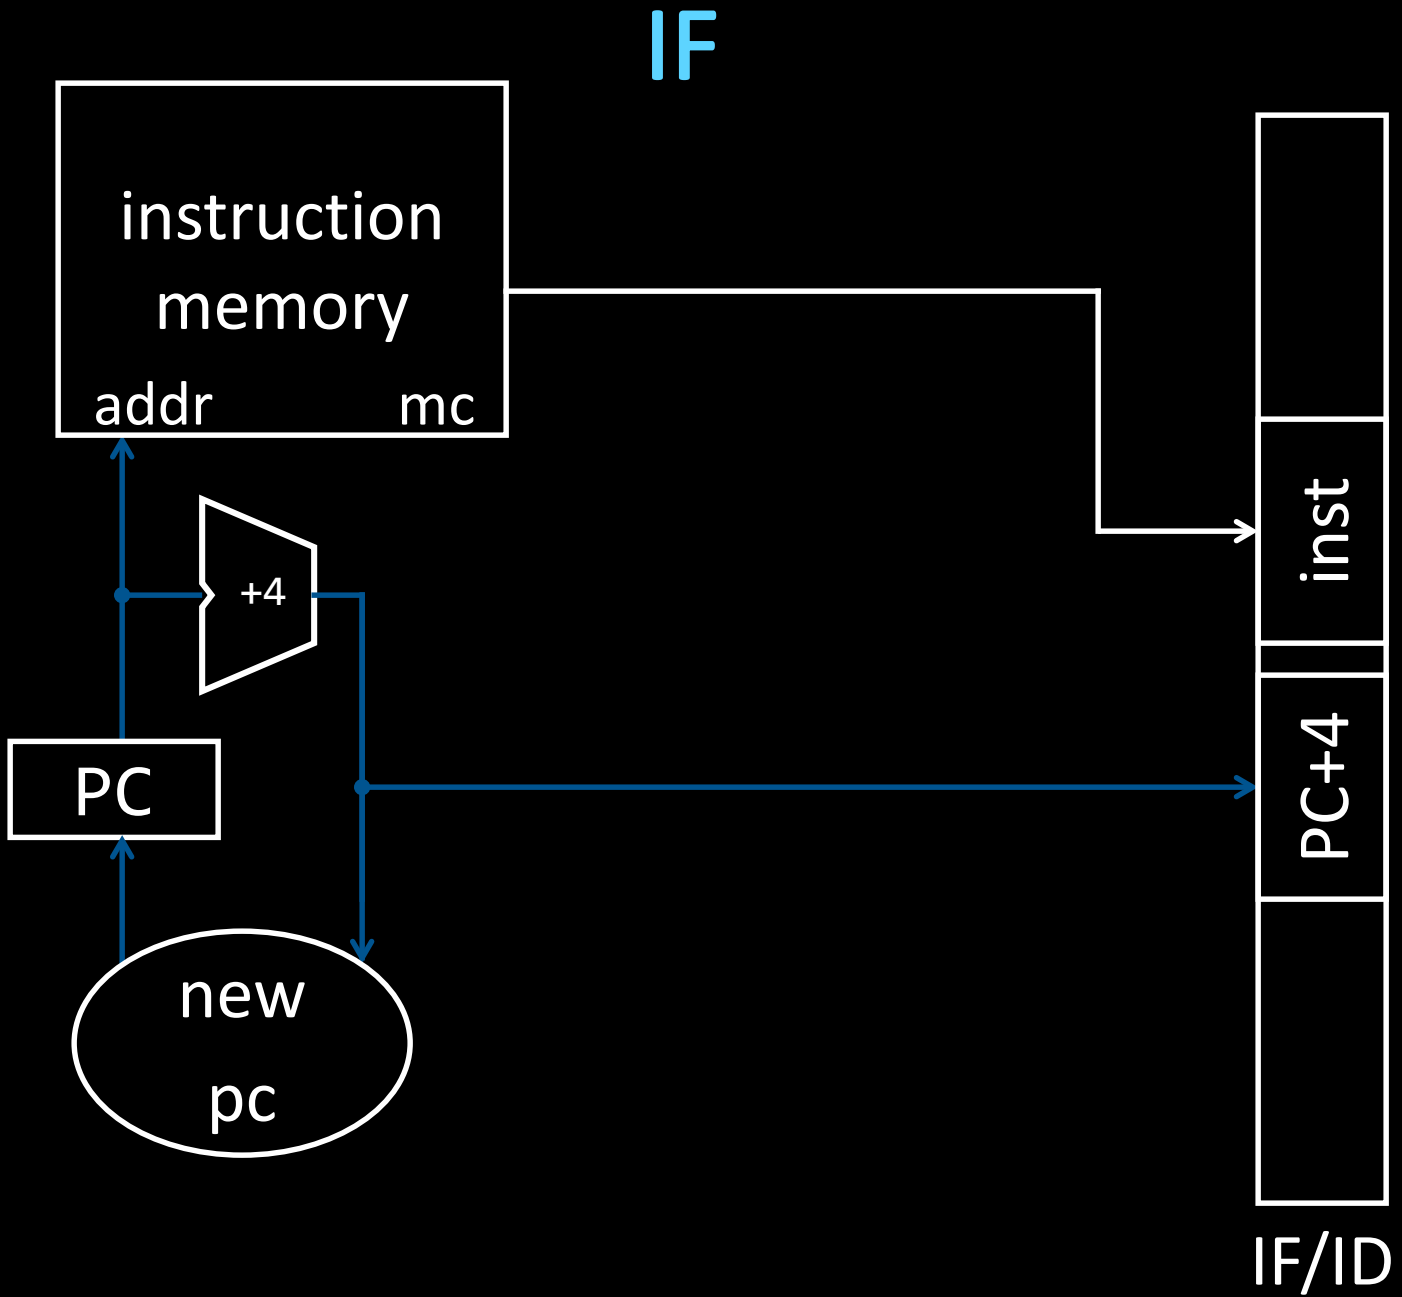 IF
instruction
memory
addr
mc
+4
inst
PC
PC+4
new
pc
IF/ID